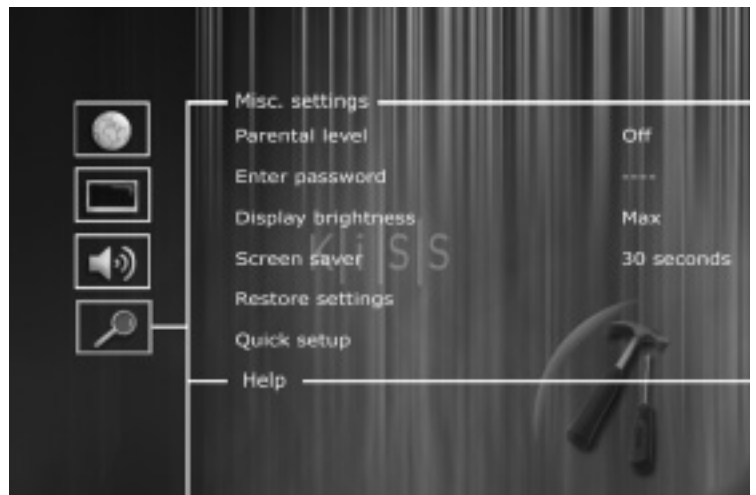 Misc. settings
Parental level Off
Enter password ----
Display brightness Max
Screen saver 30 seconds
KiSS
Restore settings
Quick setup
Help